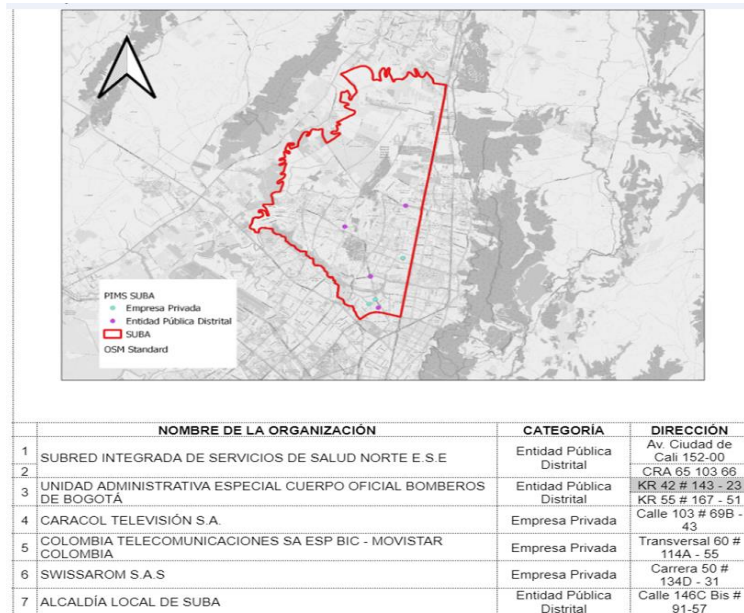 PIMS SUBA
Empresa Privada
Entidad Pública Distrital
SUBA
OSM Standard
NOMBRE DE LA ORGANIZACIÓN CATEGORÍA DIRECCIÓN
1 SUBRED INTEGRADA DE SERVICIOS DE SALUD NORTE E.S.E Entidad Pública Distrital Av. Ciudad de Cali 152-00
2 CRA 65 103 66
3 UNIDAD ADMINISTRATIVA ESPECIAL CUERPO OFICIAL BOMBEROS DE BOGOTÁ Entidad Pública Distrital KR 42 # 143 - 23
KR 55 # 167 - 51
4 CARACOL TELEVISIÓN S.A. Empresa Privada Calle 103 # 69B - 43
5 COLOMBIA TELECOMUNICACIONES SA ESP BIC - MOVISTAR COLOMBIA Empresa Privada Transversal 60 # 114A - 55
6 SWISSAROM S.A.S Empresa Privada Carrera 50 # 134D - 31
7 ALCALDÍA LOCAL DE SUBA Entidad Pública Distrital Calle 146C Bis # 91-57